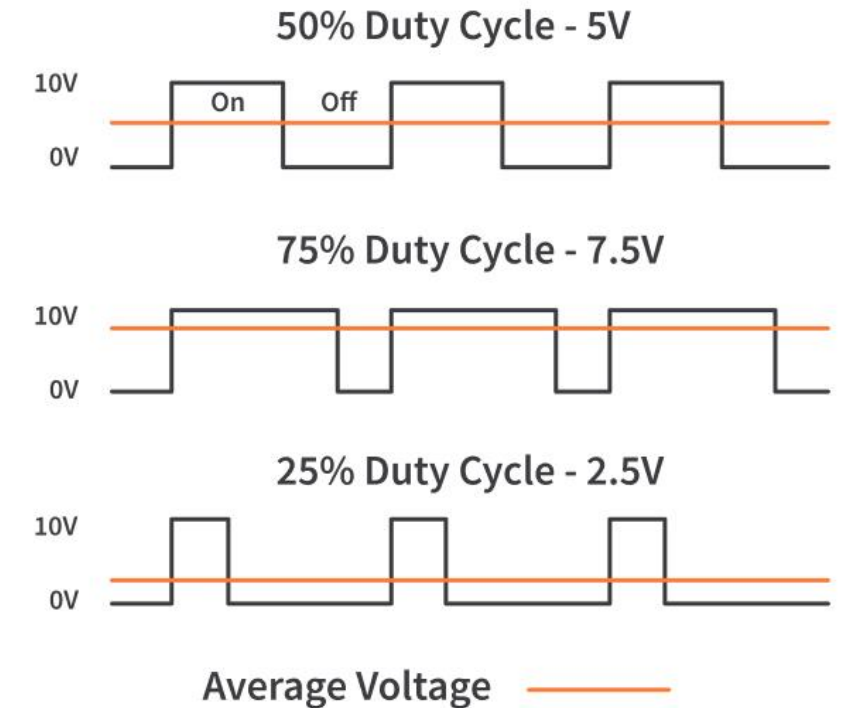 50% Duty Cycle - 5V
10V
On Off
0V
75% Duty Cycle - 7.5V
10V
0V
25% Duty Cycle - 2.5V
10V
0V
Average Voltage